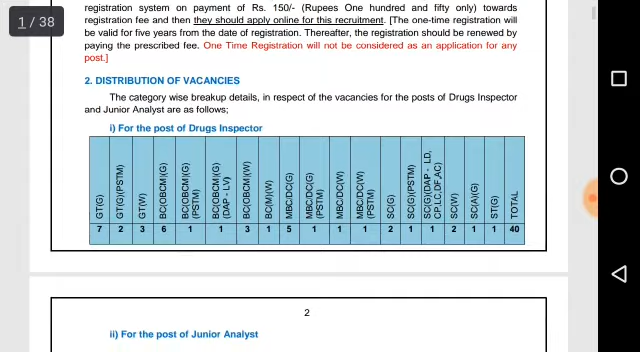 1 / 38
registration system on payment of Rs. 150/- (Rupees One hundred and fifty only) towards
registration fee and then they should apply online for this recruitment. [The one-time registration will
be valid for five years from the date of registration. Thereafter, the registration should be renewed by
paying the prescribed fee. One Time Registration will not be considered as an application for any
post.]
2. DISTRIBUTION OF VACANCIES
The category wise breakup details, in respect of the vacancies for the posts of Drugs Inspector
and Junior Analyst are as follows;
i) For the post of Drugs Inspector
GT(G)
GT(G)(PSTM)
GT(W)
BC(OBCM)(G)
BC(OBCM)(G)
(PSTM)
BC(OBCM)(G)
(DAP - LV)
BC(OBCM)(W)
BC(M)(W)
MBC/DC(G)
MBC/DC(G)
(PSTM)
MBC/DC(W)
MBC/DC(W)
(PSTM)
SC(G)
SC(G)(PSTM)
SC(G)(DAP - LD,
CP,LC,DF,AC)
SC(W)
SC(A)(G)
ST(G)
TOTAL
7 2 3 6 1 1 3 1 5 1 1 1 2 1 1 2 1 1 40
2
ii) For the post of Junior Analyst